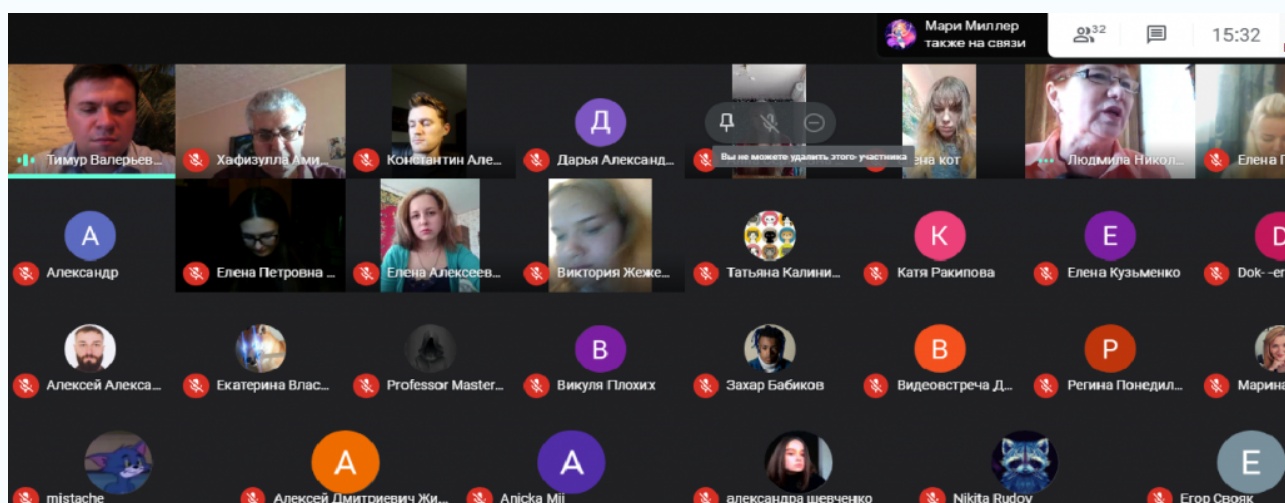 Мари Миллер
также на связи
32
15:32
Тимур Валерьев...
Хафизулла Ами...
Константин Але...
Д
Дарья Александ...
Вы не можете удалить этого участника
ена кот
Людмила Никол...
Елена П
А
Александр
Елена Петровна ...
Елена Алексеев...
Виктория Жеже...
Татьяна Калини...
К
Катя Ракипова
Е
Елена Кузьменко
D
Dok- -er
Алексей Алекса...
Екатерина Влас...
Professor Master...
В
Викуля Плохих
Захар Бабиков
В
Видеовстреча Д...
Р
Регина Понедил...
Марина
mistache
А
Алексей Дмитриевич Жи...
A
Anicka Mii
александра шевченко
Nikita Rudov
Е
Егор Свояк